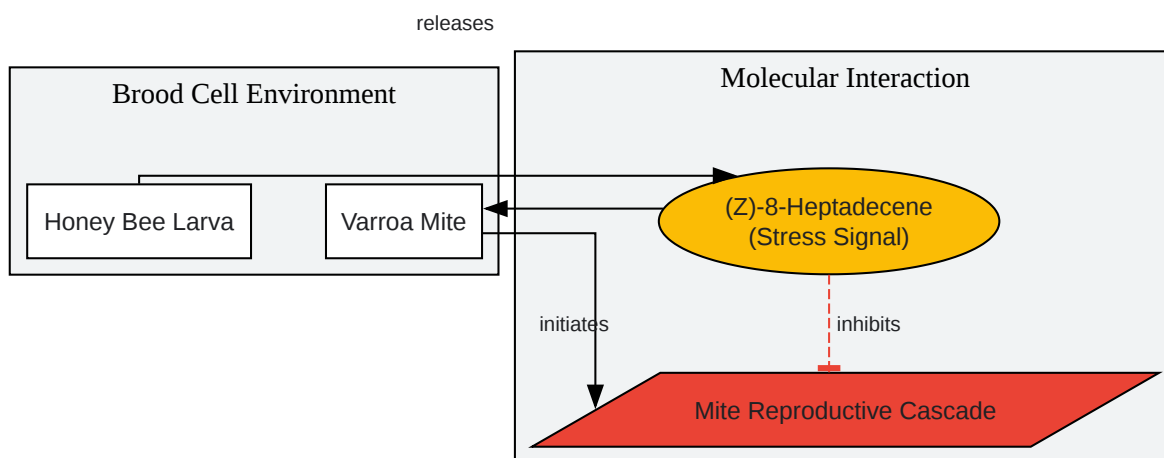 releases
Brood Cell Environment
Molecular Interaction
Honey Bee Larva
Varroa Mite
(Z)-8-Heptadecene
(Stress Signal)
initiates
inhibits
Mite Reproductive Cascade